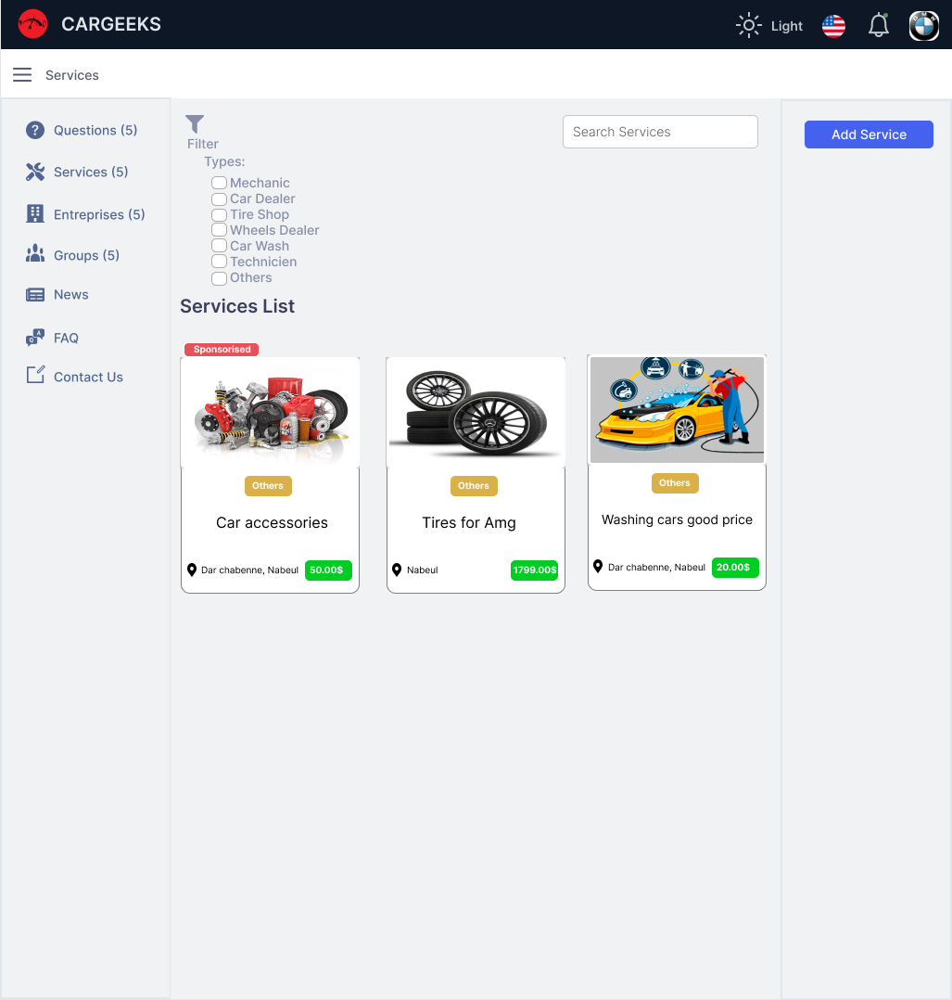 CARGEEKS
Light
Services
Questions (5)
Services (5)
Entreprises (5)
Groups (5)
News
FAQ
Contact Us
Filter
Search Services
Types:
Mechanic
Car Dealer
Tire Shop
Wheels Dealer
Car Wash
Technicien
Others
Services List
Add Service
Sponsorised
Others
Car accessories
Dar chabenne, Nabeul
50.00$
Others
Tires for Amg
Nabeul
1799.00$
Others
Washing cars good price
Dar chabenne, Nabeul
20.00$